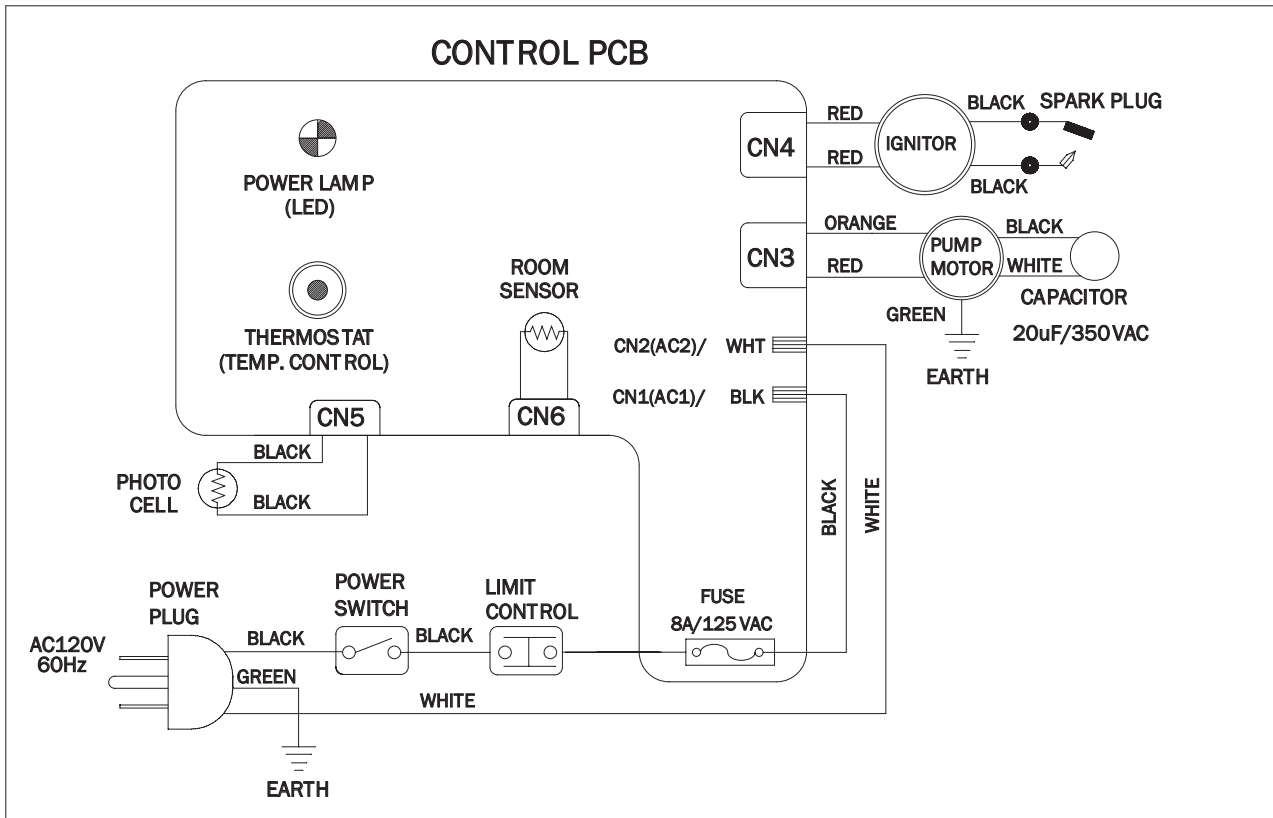 CONTROL PCB
POWER LAMP
(LED)
THERMOSTAT
(TEMP. CONTROL)
ROOM
SENSOR
CN4
RED
RED
IGNITOR
BLACK
SPARK PLUG
BLACK
CN3
ORANGE
RED
PUMP
MOTOR
BLACK
WHITE
CAPACITOR
20uF/350VAC
GREEN
EARTH
CN2(AC2)/ WHT
CN1(AC1)/ BLK
CN5
CN6
BLACK
PHOTO
CELL
BLACK
BLACK
WHITE
POWER
PLUG
AC120V
60Hz
BLACK
POWER
SWITCH
BLACK
LIMIT
CONTROL
FUSE
8A/125 VAC
GREEN
WHITE
EARTH